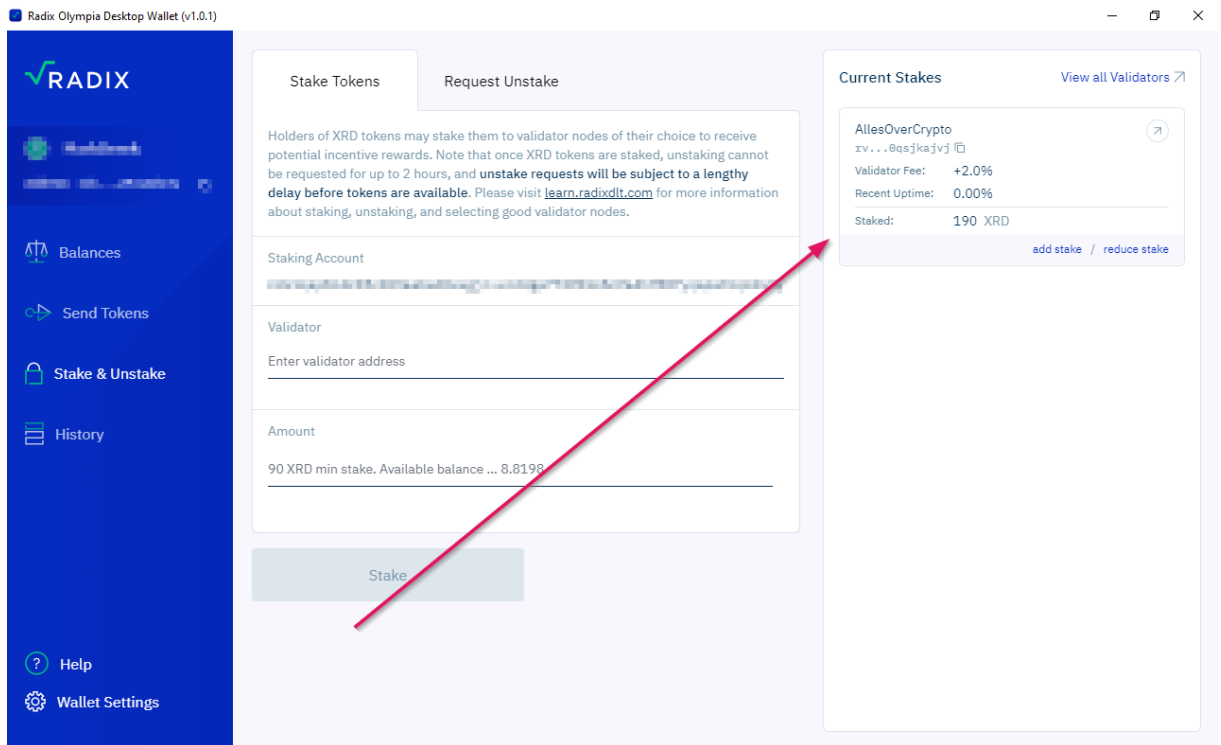 Radix Olympia Desktop Wallet (v1.0.1)
RADIX
Balances
Send Tokens
Stake & Unstake
History
Help
Wallet Settings
Stake Tokens
Request Unstake
Holders of XRD tokens may stake them to validator nodes of their choice to receive
potential incentive rewards. Note that once XRD tokens are staked, unstaking cannot
be requested for up to 2 hours, and unstake requests will be subject to a lengthy
delay before tokens are available. Please visit learn.radixdlt.com for more information
about staking, unstaking, and selecting good validator nodes.
Staking Account
Validator
Enter validator address
Amount
90 XRD min stake. Available balance ... 8.8198
Stake
Current Stakes
View all Validators
AllesOverCrypto
rv...0qsjkajvj
Validator Fee: +2.0%
Recent Uptime: 0.00%
Staked: 190 XRD
add stake / reduce stake